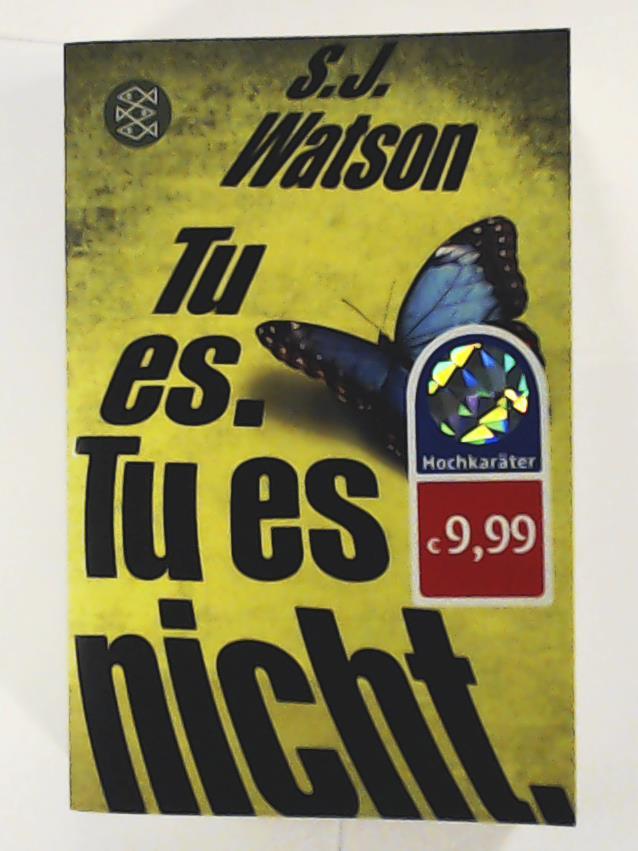 S.J.
Watson
Tu
es.
Tu es
nicht.
Hochkaräter
€ 9,99